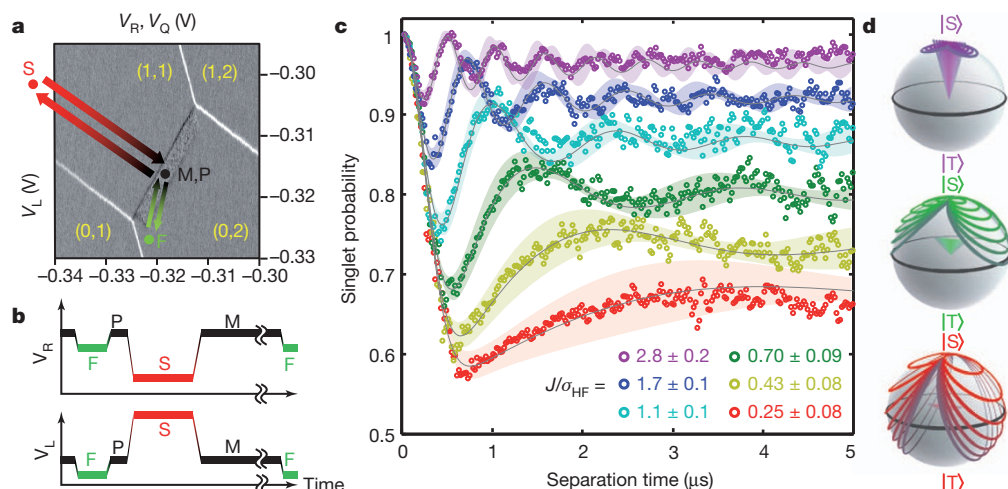 a
V_R, V_Q (V)
(1,1)
(1,2)
S
M,P
F
(0,1)
(0,2)
V_L (V)
−0.30
−0.31
−0.32
−0.33
−0.34
−0.33
−0.32
−0.31
−0.30
b
V_R
F
P
S
M
F
V_L
F
P
S
M
F
Time
c
Singlet probability
1
0.9
0.8
0.7
0.6
0.5
J/σ_HF =
2.8 ± 0.2
0.70 ± 0.09
1.7 ± 0.1
0.43 ± 0.08
1.1 ± 0.1
0.25 ± 0.08
0
1
2
3
4
5
Separation time (μs)
d
|S⟩
|T⟩
|S⟩
|T⟩
|S⟩
|T⟩